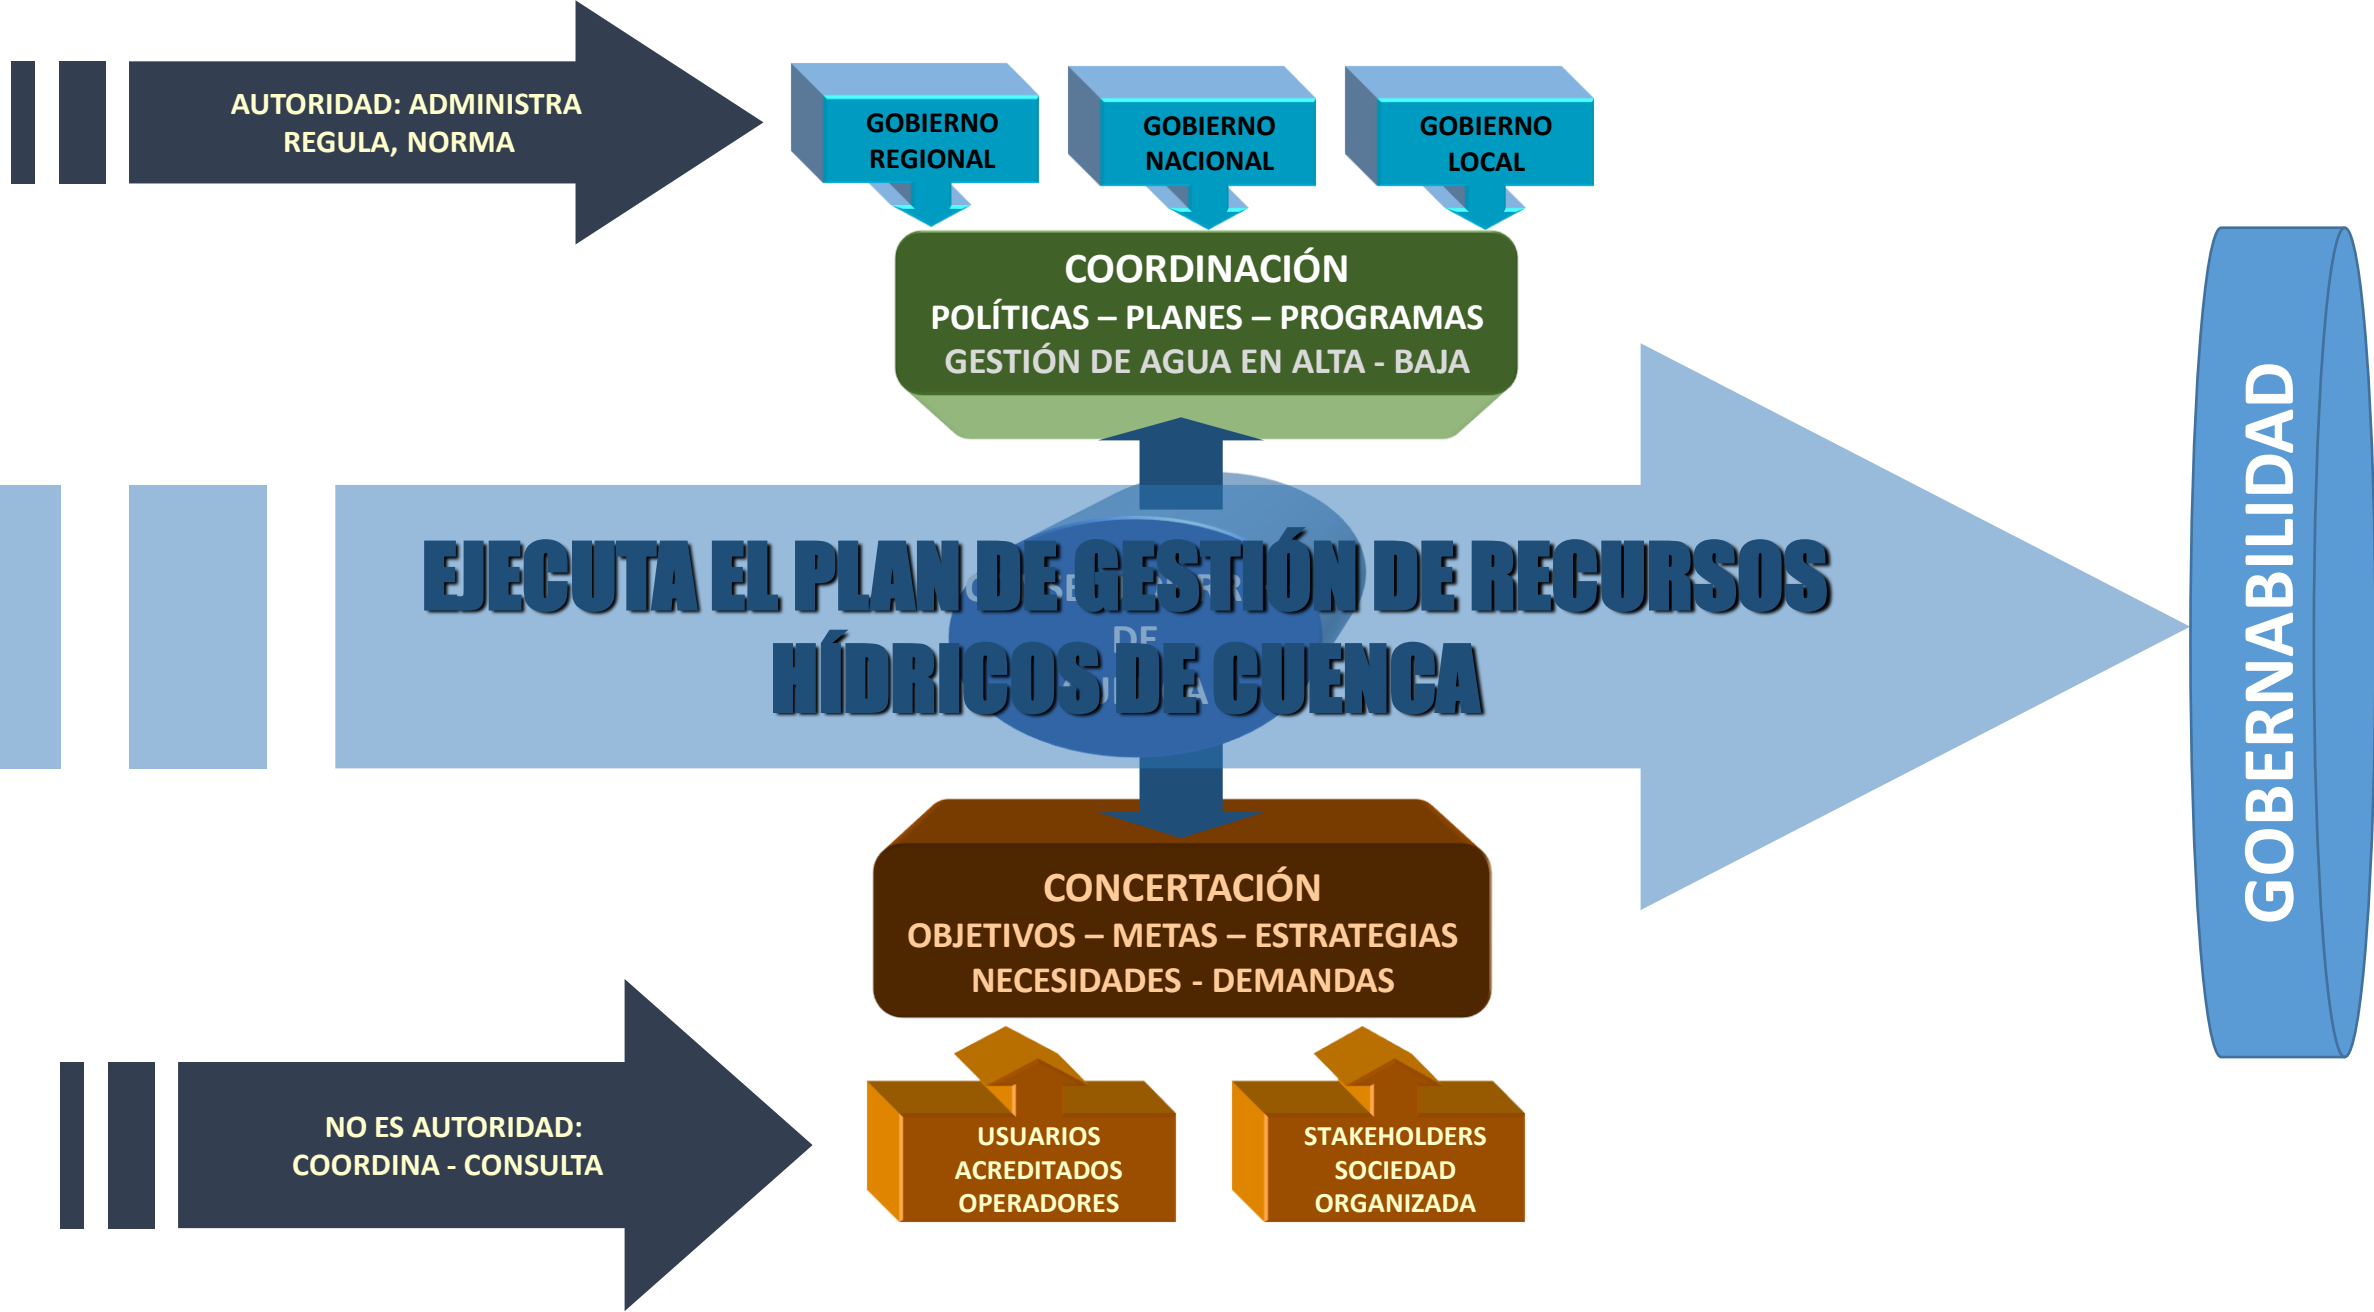 AUTORIDAD: ADMINISTRA
REGULA, NORMA
GOBIERNO
REGIONAL
GOBIERNO
NACIONAL
GOBIERNO
LOCAL
COORDINACIÓN
POLÍTICAS – PLANES – PROGRAMAS
GESTIÓN DE AGUA EN ALTA - BAJA
EJECUTA EL PLAN DE GESTIÓN DE RECURSOS
HÍDRICOS DE CUENCA
DE
GOBERNABILIDAD
CONCERTACIÓN
OBJETIVOS – METAS – ESTRATEGIAS
NECESIDADES - DEMANDAS
NO ES AUTORIDAD:
COORDINA - CONSULTA
USUARIOS
ACREDITADOS
OPERADORES
STAKEHOLDERS
SOCIEDAD
ORGANIZADA